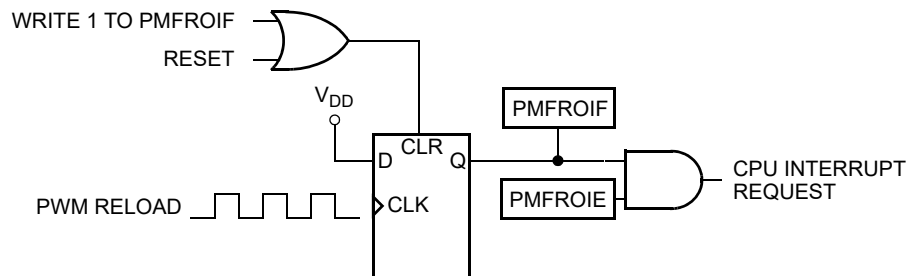 WRITE 1 TO PMFROIF
RESET
VDD
D
CLR
Q
PWM RELOAD
CLK
PMFROIF
PMFROIE
CPU INTERRUPT
REQUEST